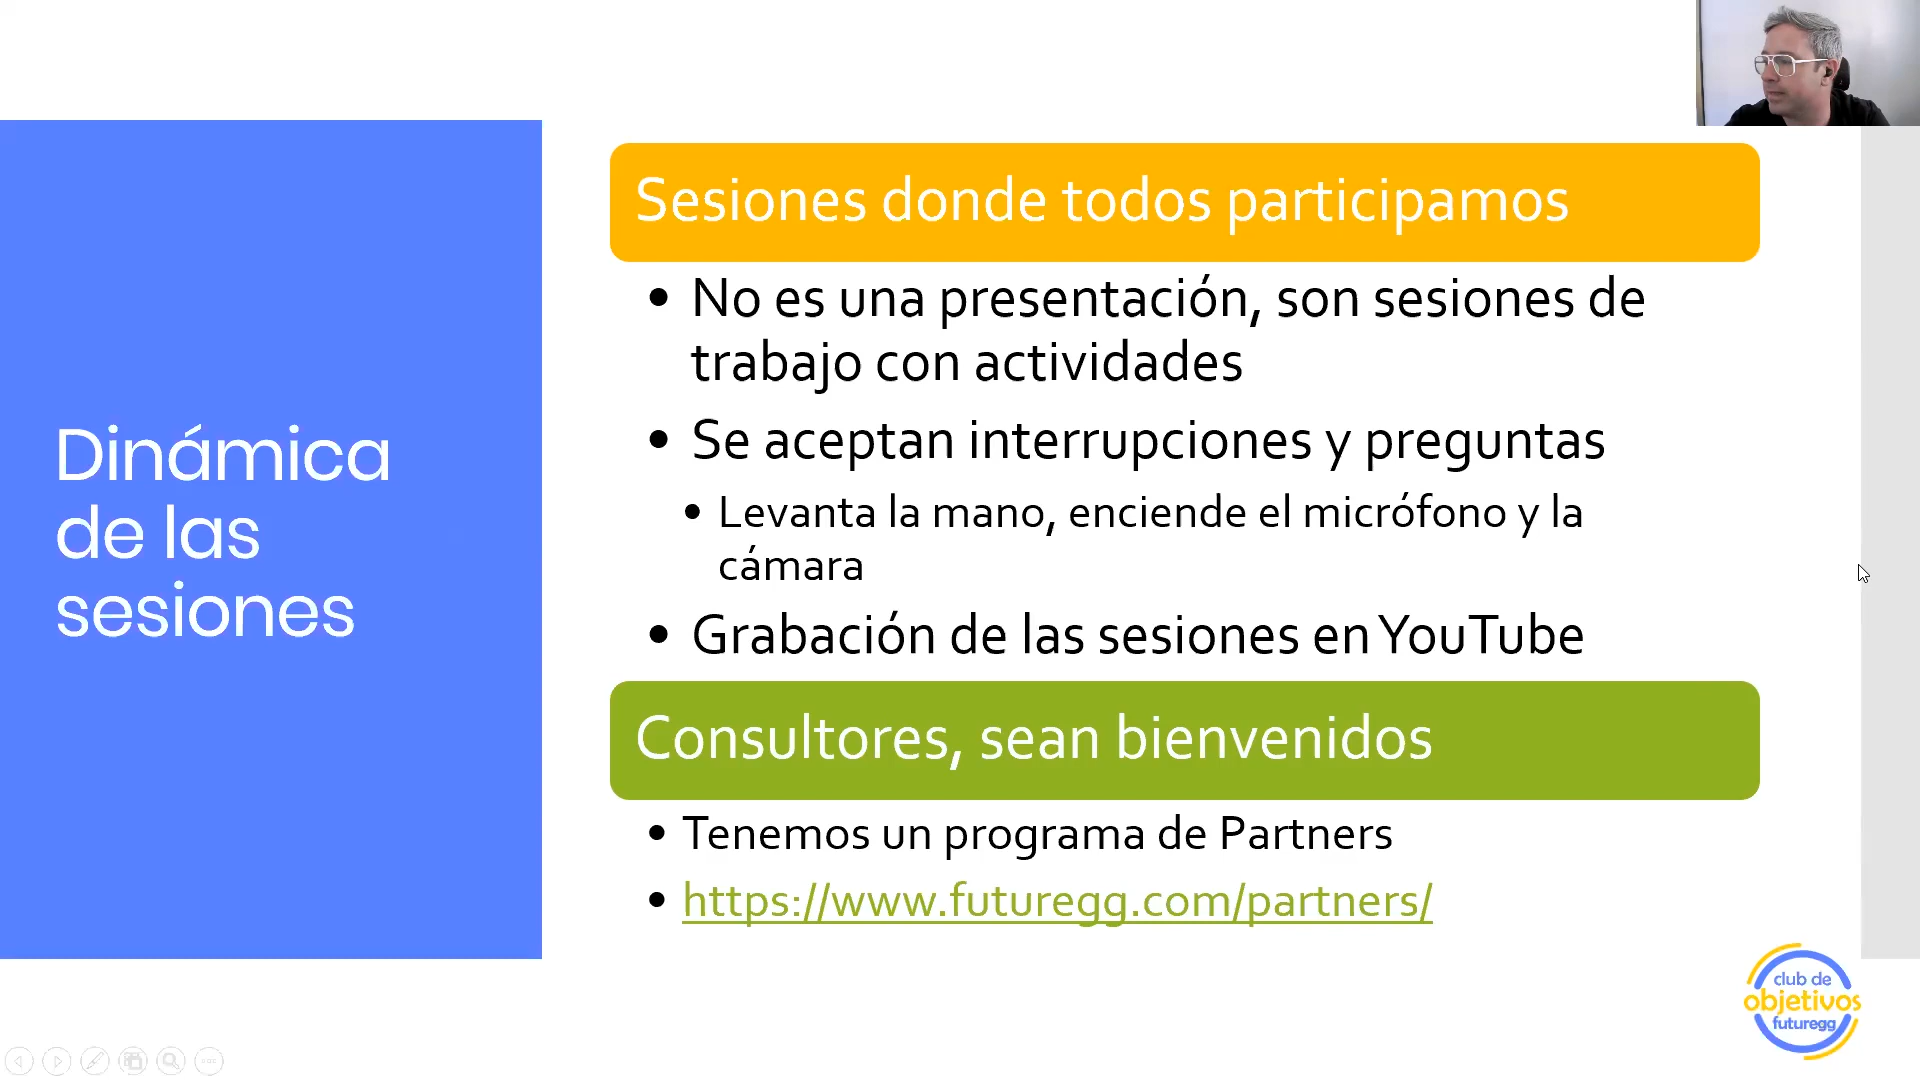 Dinámica
de las
sesiones
Sesiones donde todos participamos
• No es una presentación, son sesiones de
trabajo con actividades
• Se aceptan interrupciones y preguntas
• Levanta la mano, enciende el micrófono y la
cámara
• Grabación de las sesiones en YouTube
Consultores, sean bienvenidos
• Tenemos un programa de Partners
• https://www.futuregg.com/partners/
club de
objetivos
futuregg